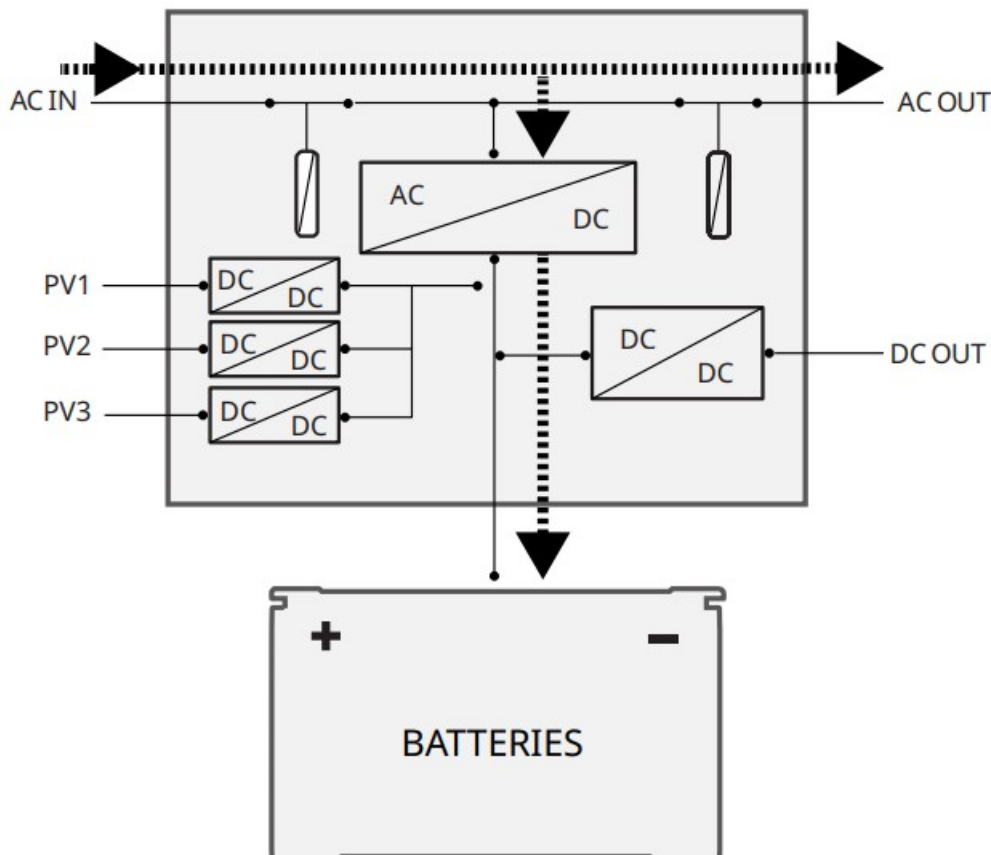 AC IN
AC OUT
AC
DC
PV1
DC
DC
PV2
DC
DC
PV3
DC
DC
DC
DC
DC OUT
+
−
BATTERIES